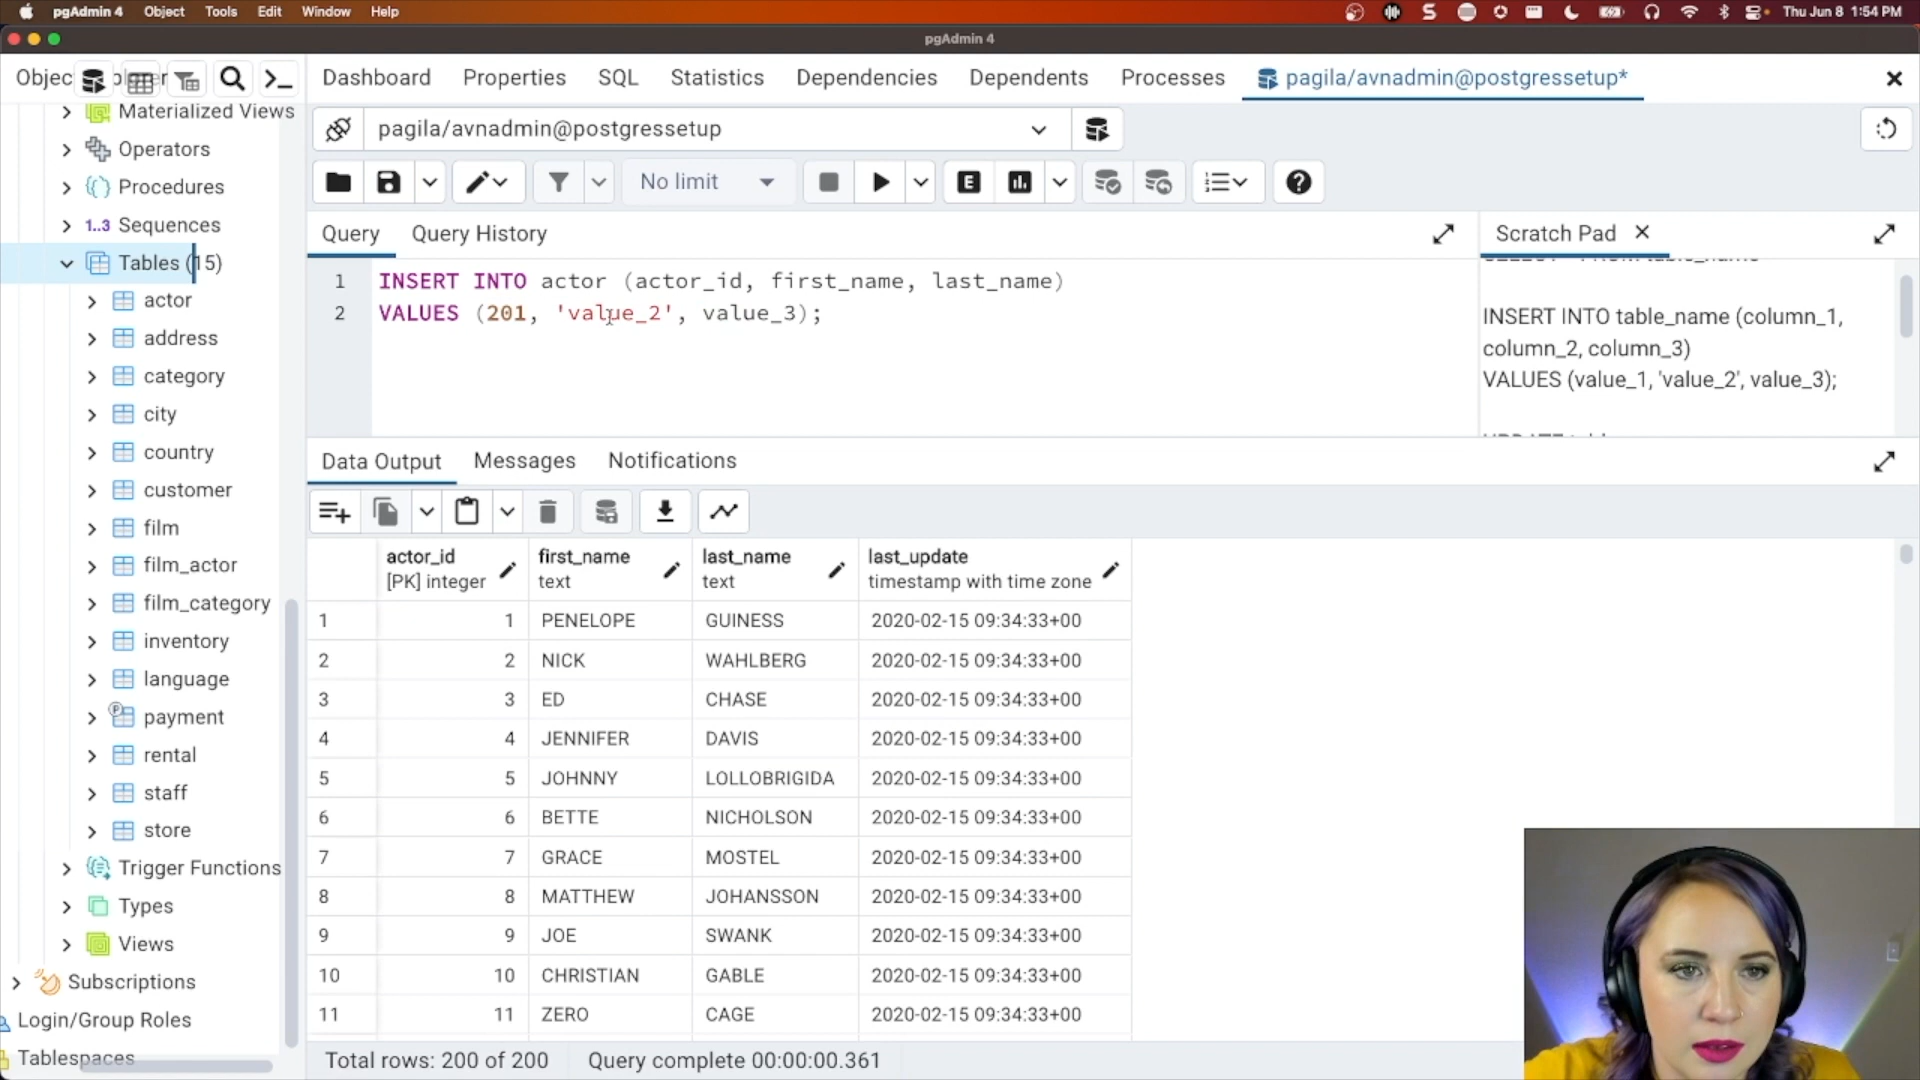 pgAdmin 4 Object Tools Edit Window Help Thu Jun 8 1:54 PM
pgAdmin 4
Dashboard Properties SQL Statistics Dependencies Dependents Processes pagila/avnadmin@postgressetup*
Materialized Views
Operators
Procedures
1..3 Sequences
Tables (15)
actor
address
category
city
country
customer
film
film_actor
film_category
inventory
language
payment
rental
staff
store
Trigger Functions
Types
Views
Subscriptions
Login/Group Roles
Tablespaces
pagila/avnadmin@postgressetup
No limit
Query Query History
1 INSERT INTO actor (actor_id, first_name, last_name)
2 VALUES (201, 'value_2', value_3);
Scratch Pad
INSERT INTO table_name (column_1,
column_2, column_3)
VALUES (value_1, 'value_2', value_3);
Data Output Messages Notifications
actor_id first_name last_name last_update
[PK] integer text text timestamp with time zone
1 1 PENELOPE GUINESS 2020-02-15 09:34:33+00
2 2 NICK WAHLBERG 2020-02-15 09:34:33+00
3 3 ED CHASE 2020-02-15 09:34:33+00
4 4 JENNIFER DAVIS 2020-02-15 09:34:33+00
5 5 JOHNNY LOLLOBRIGIDA 2020-02-15 09:34:33+00
6 6 BETTE NICHOLSON 2020-02-15 09:34:33+00
7 7 GRACE MOSTEL 2020-02-15 09:34:33+00
8 8 MATTHEW JOHANSSON 2020-02-15 09:34:33+00
9 9 JOE SWANK 2020-02-15 09:34:33+00
10 10 CHRISTIAN GABLE 2020-02-15 09:34:33+00
11 11 ZERO CAGE 2020-02-15 09:34:33+00
Total rows: 200 of 200 Query complete 00:00:00.361